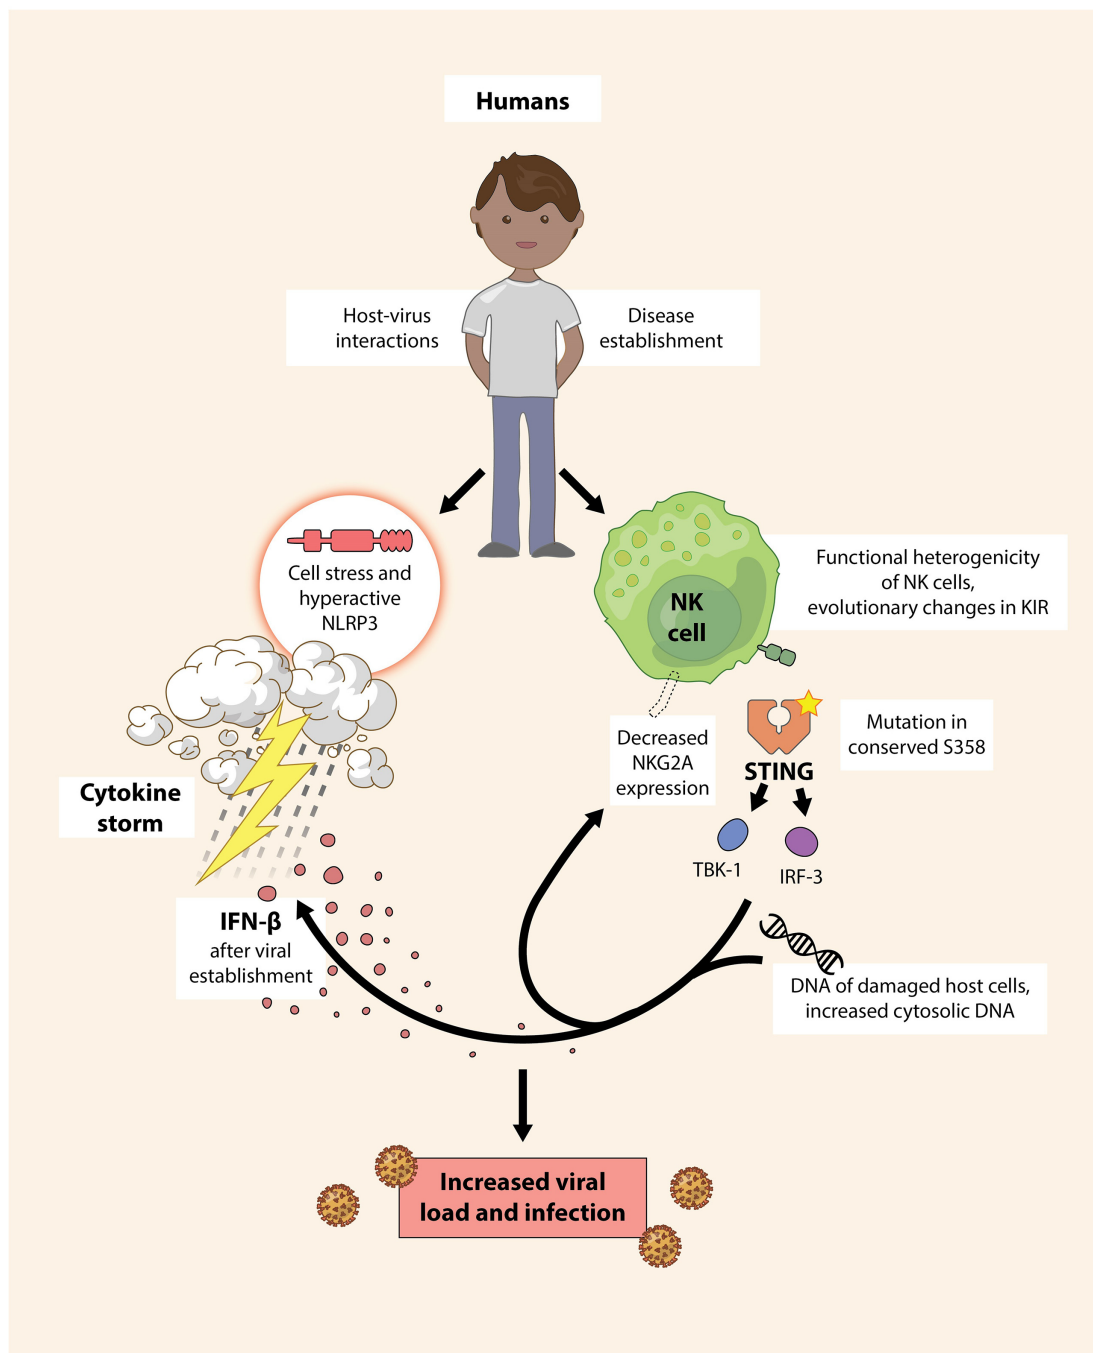 Humans
Host-virus
interactions
Disease
establishment
Cell stress and
hyperactive
NLRP3
NK
cell
Functional heterogenicity
of NK cells,
evolutionary changes in KIR
Decreased
NKG2A
expression
Mutation in
conserved S358
STING
Cytokine
storm
TBK-1
IRF-3
IFN-β
after viral
establishment
DNA of damaged host cells,
increased cytosolic DNA
Increased viral
load and infection